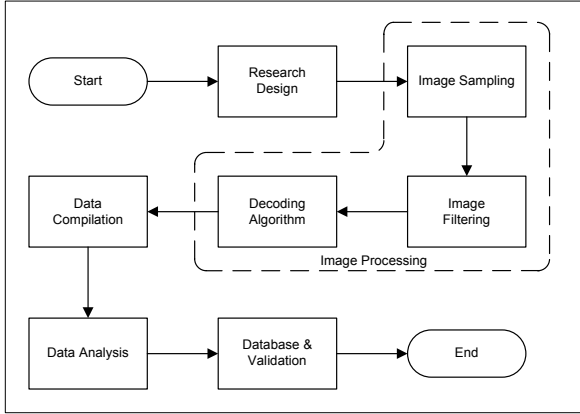 Start
Research
Design
Image Sampling
Image
Filtering
Decoding
Algorithm
Data
Compilation
Image Processing
Data Analysis
Database &
Validation
End